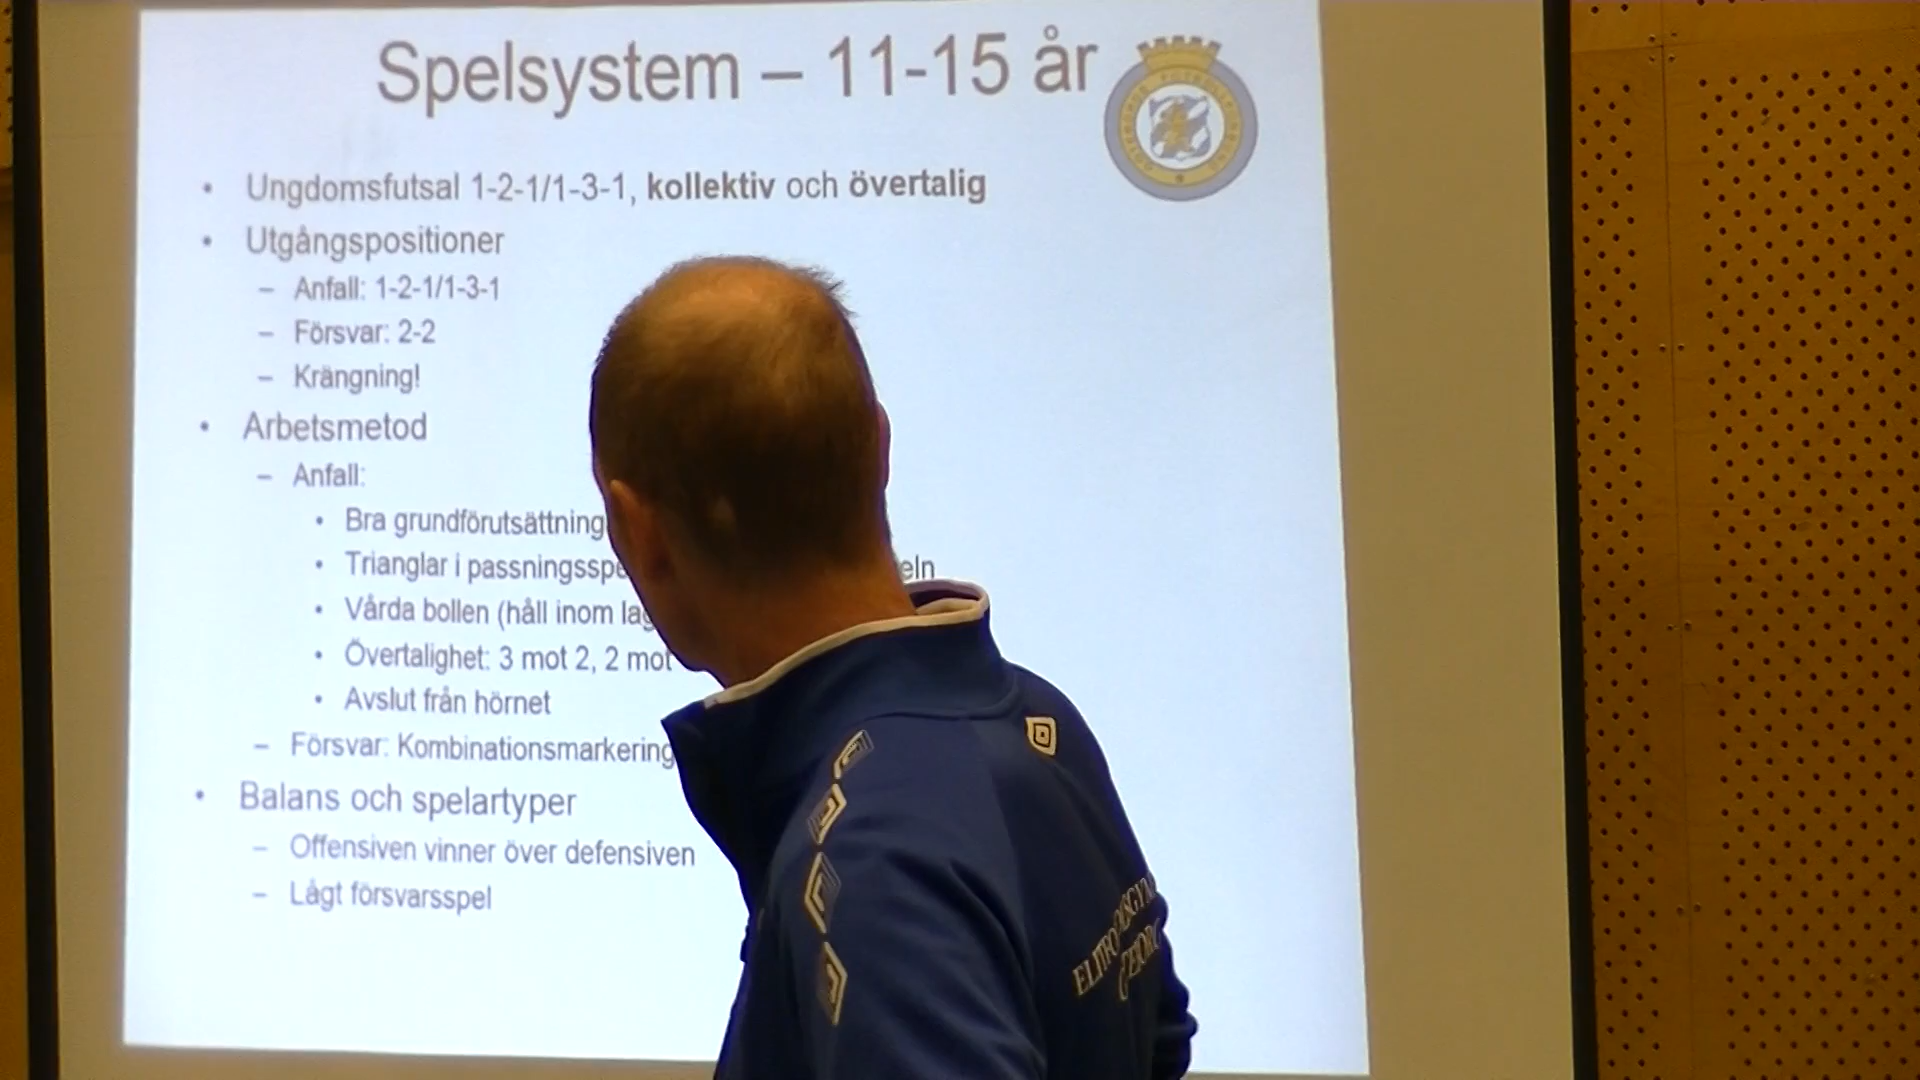 Spelsystem – 11-15 år
• Ungdomsfutsal 1-2-1/1-3-1, kollektiv och övertalig
• Utgångspositioner
– Anfall: 1-2-1/1-3-1
– Försvar: 2-2
– Krängning!
• Arbetsmetod
– Anfall:
• Bra grundförutsättning
• Trianglar i
• Vårda bollen (håll inom
• Övertalighet: 3 mot 2, 2 mot
• Avslut från hörnet
– Försvar: Kombinationsmarkering
• Balans och spelartyper
– Offensiven vinner över defensiven
– Lågt försvarsspel